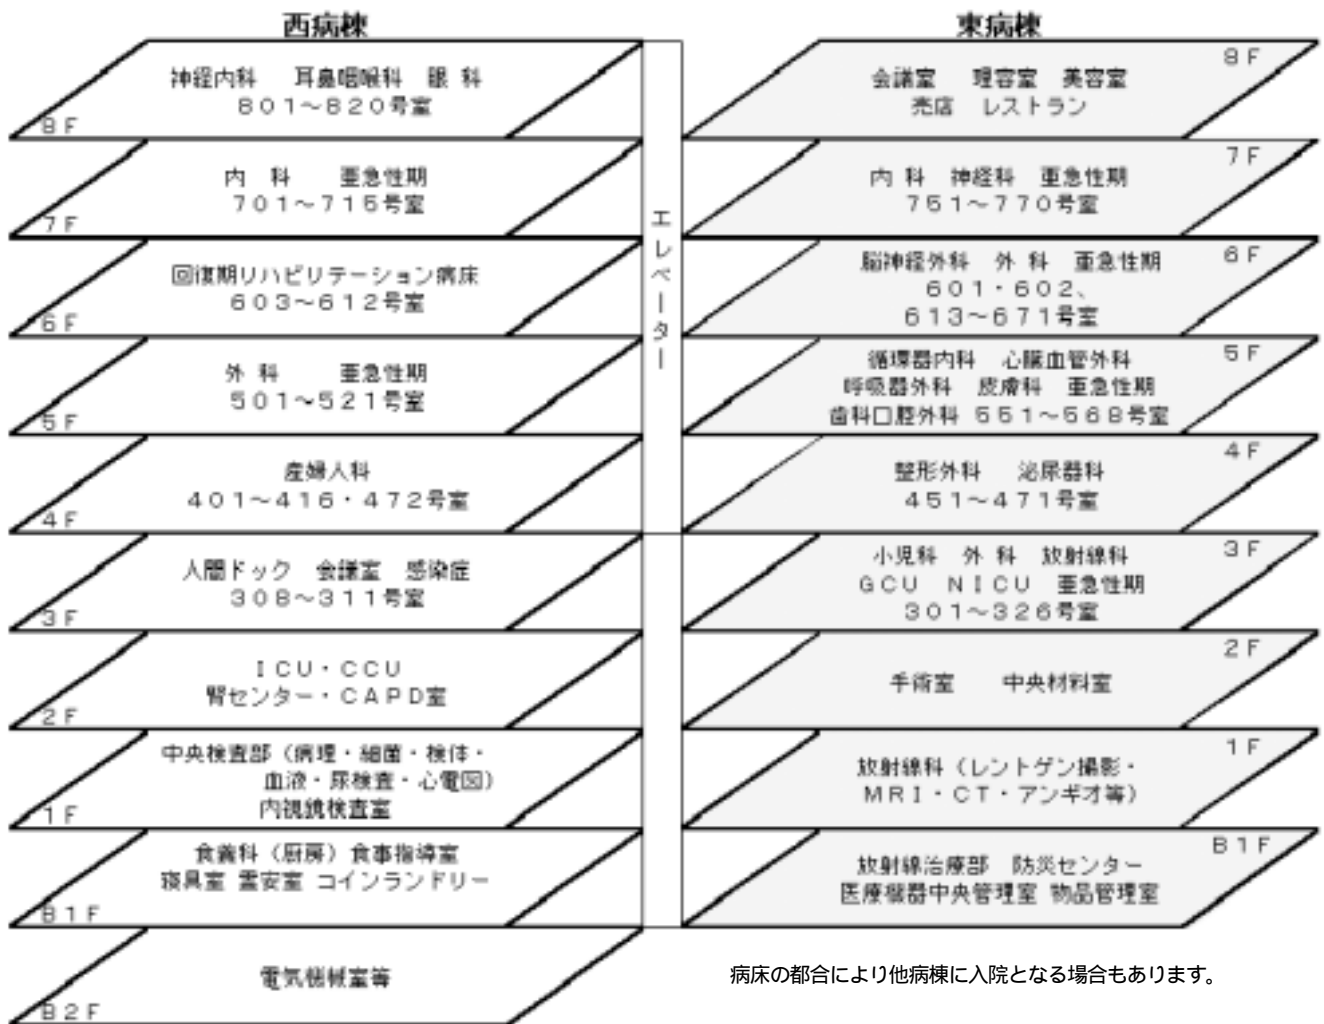 西病棟
神経内科 耳鼻咽喉科 眼 科
801~820号室
8F
内 科 亜急性期
701~715号室
7F
回復期リハビリテーション病床
603~612号室
6F
外 科 亜急性期
501~521号室
5F
産婦人科
401~416・472号室
4F
人間ドック 会議室 感染症
308~311号室
3F
ICU・CCU
腎センター・CAPD室
2F
中央検査部(病理・細菌・検体・
血液・尿検査・心電図)
内視鏡検査室
1F
食養科(厨房)食事指導室
寝具室 霊安室 コインランドリー
B1F
電気機械室等
B2F
エレベーター
東病棟
8F
会議室 理容室 美容室
売店 レストラン
7F
内 科 神経科 亜急性期
751~770号室
6F
脳神経外科 外 科 亜急性期
601・602、
613~671号室
5F
循環器内科 心臓血管外科
呼吸器外科 皮膚科 亜急性期
歯科口腔外科 551~568号室
4F
整形外科 泌尿器科
451~471号室
3F
小児科 外 科 放射線科
GCU NICU 亜急性期
301~326号室
2F
手術室 中央材料室
1F
放射線科(レントゲン撮影・
MRI・CT・アンギオ等)
B1F
放射線治療部 防災センター
医療機器中央管理室 物品管理室
病床の都合により他病棟に入院となる場合もあります。